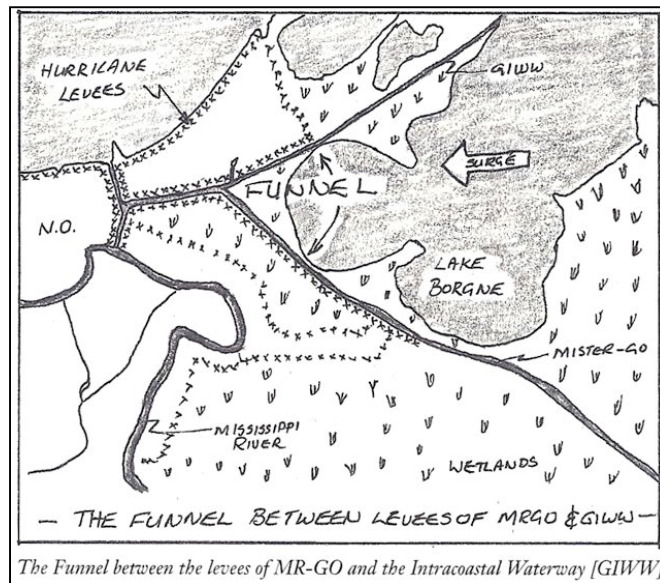 HURRICANE
LEVEES
GIWW
SURGE
FUNNEL
N.O.
LAKE
BORGNE
MISTER-GO
MISSISSIPPI
RIVER
WETLANDS
— THE FUNNEL BETWEEN LEVEES OF MRGO & GIWW —
The Funnel between the levees of MR-GO and the Intracoastal Waterway [GIWW]